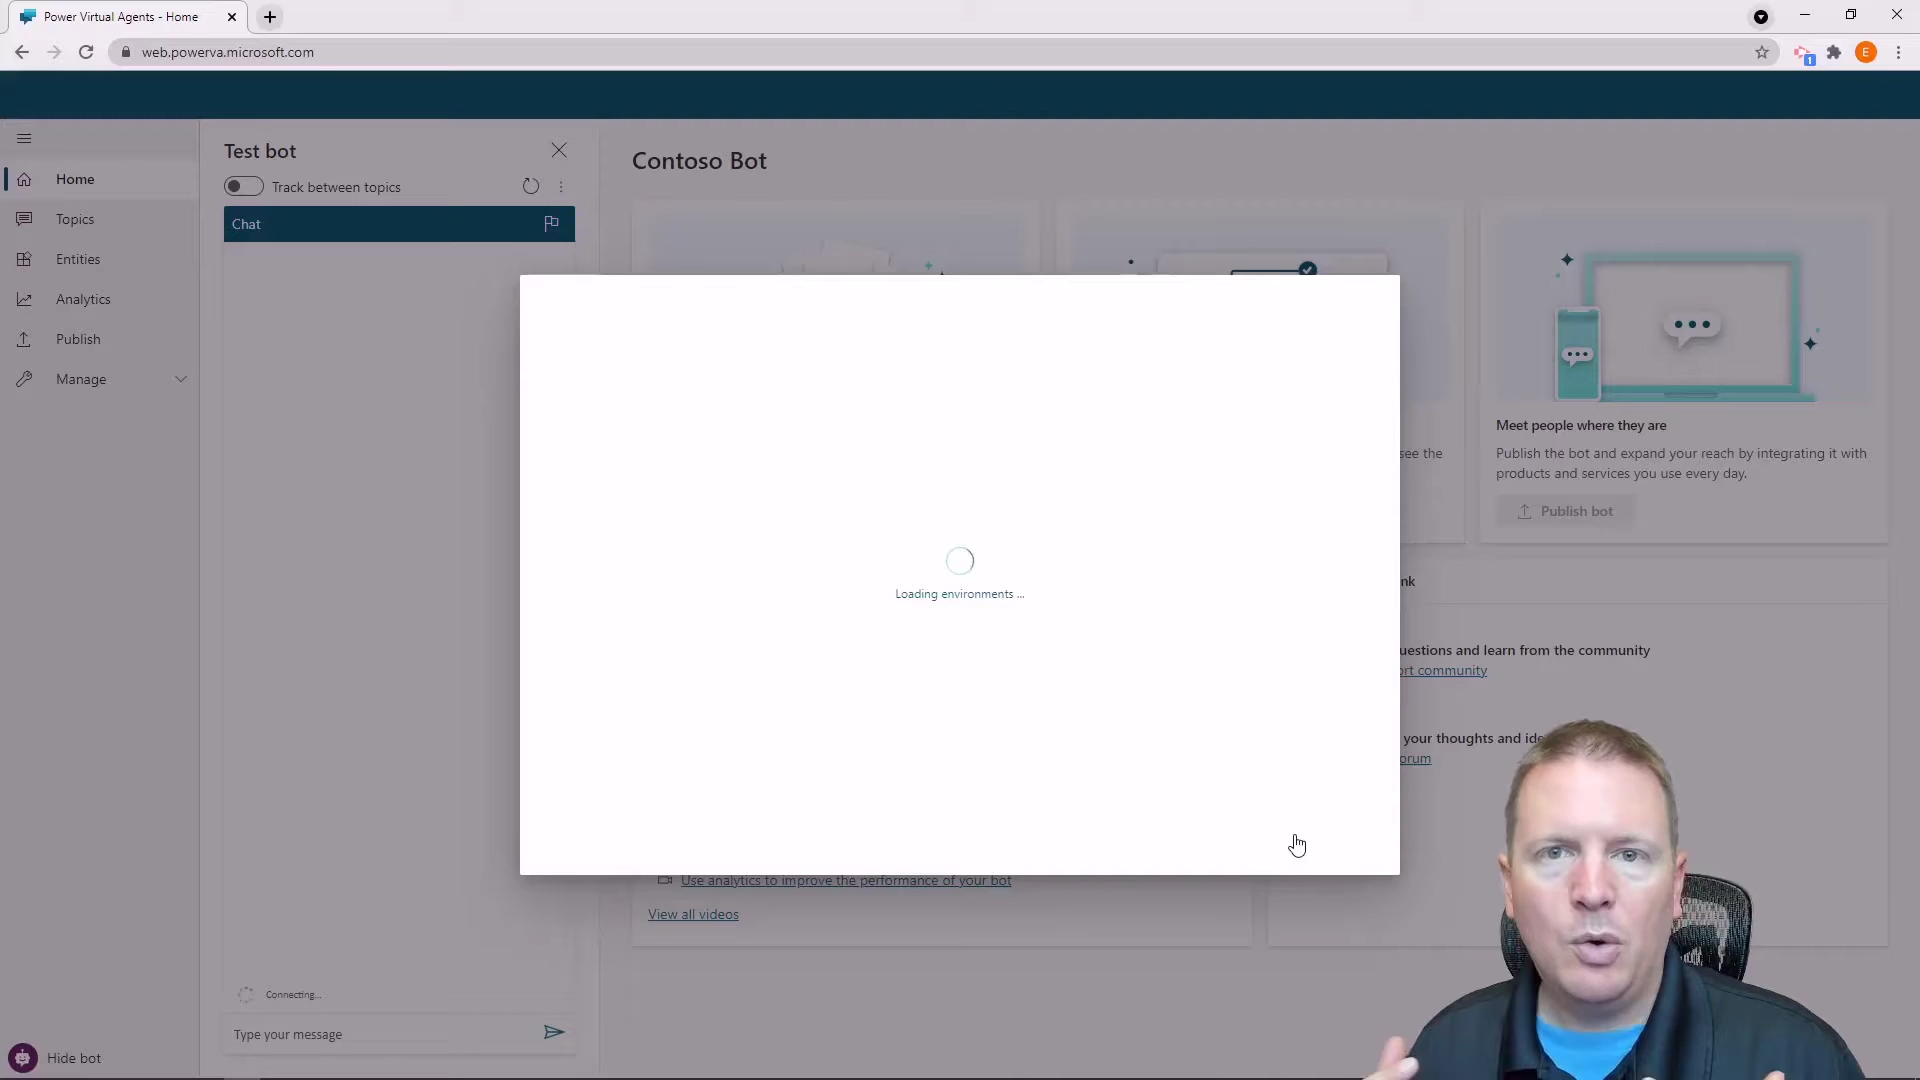 Power Virtual Agents - Home
web.powerva.microsoft.com
1
E
Home
Topics
Entities
Analytics
Publish
Manage
Hide bot
Test bot
Track between topics
Chat
Connecting...
Type your message
Contoso Bot
Loading environments ...
see the
Meet people where they are
Publish the bot and expand your reach by integrating it with
products and services you use every day.
Publish bot
nk
uestions and learn from the community
ort community
your thoughts and ide
orum
Use analytics to improve the performance of your bot
View all videos